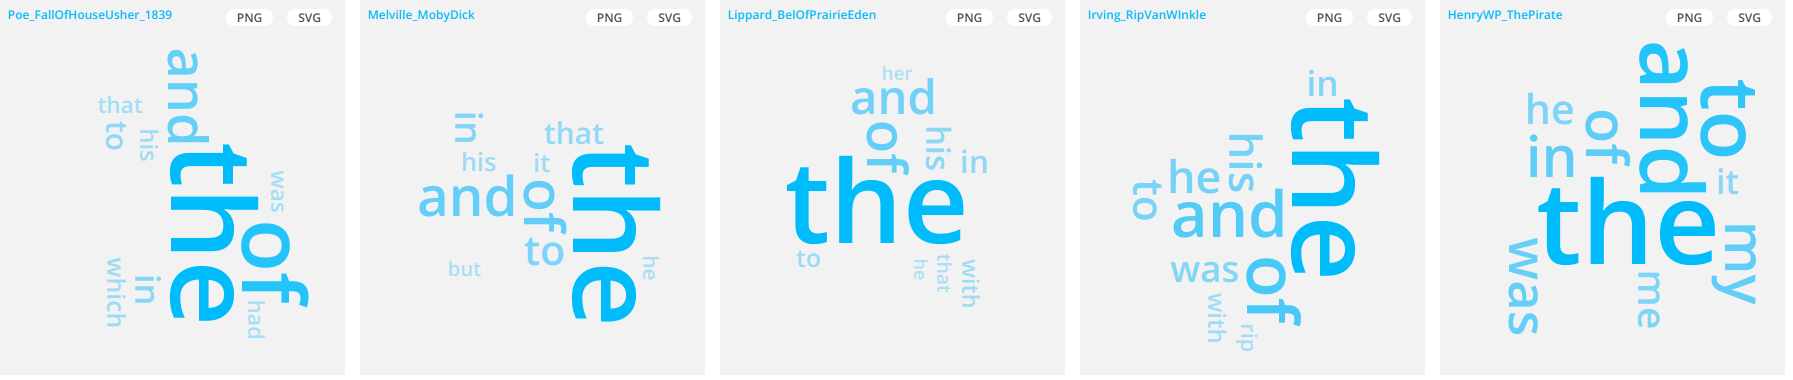 Poe_FallOfHouseUsher_1839
PNG
SVG
and
that
to
his
the
was
of
which
in
had
Melville_MobyDick
PNG
SVG
in
that
his
it
the
and
of
to
but
he
Lippard_BelOfPrairieEden
PNG
SVG
her
and
of
his
in
the
to
he
that
with
Irving_RipVanWInkle
PNG
SVG
in
the
his
he
to
and
was
of
with
rip
HenryWP_ThePirate
PNG
SVG
and
to
he
of
in
it
the
my
was
me